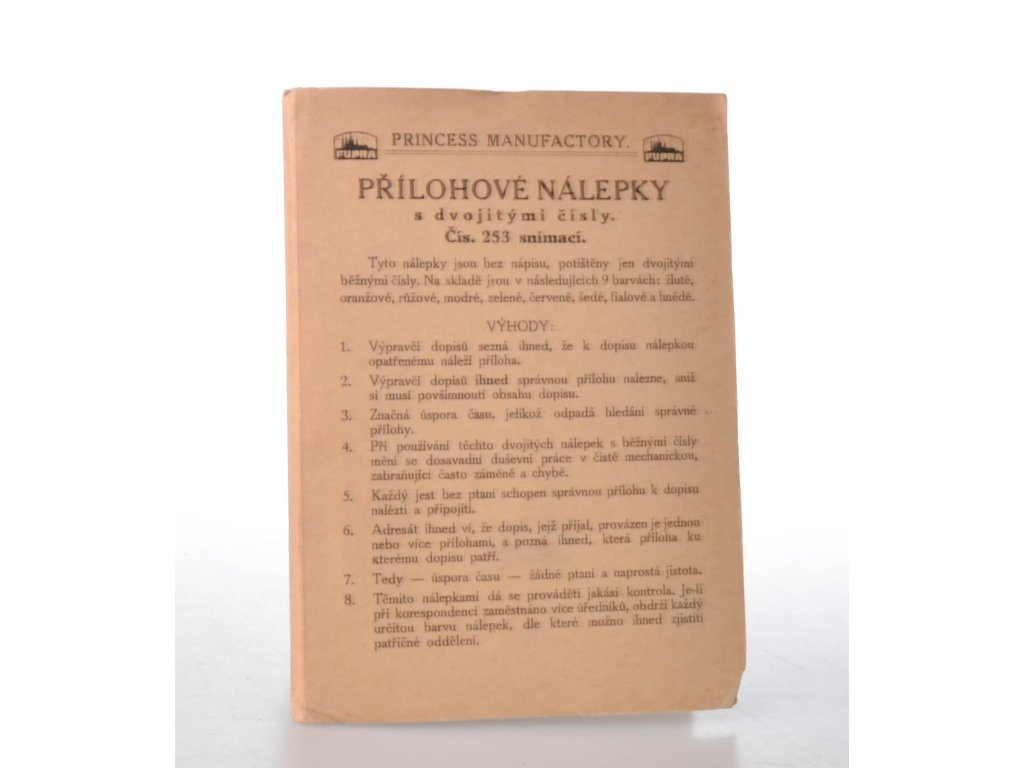 PRINCESS MANUFACTORY.
FUPRA FUPRA
PŘÍLOHOVÉ NÁLEPKY
s dvojitými čísly.
Čís. 253 snímací.
Tyto nálepky jsou bez nápisu, potištěny jen dvojitými
běžnými čísly. Na skladě jsou v následujících 9 barvách: žluté,
oranžové, růžové, modré, zelené, červené, šedé, fialové a hnědé.
VÝHODY:
1. Výpravčí dopisů sezná ihned, že k dopisu nálepkou
opatřenému náleží příloha.
2. Výpravčí dopisů ihned správnou přílohu nalezne, aniž
si musí povšimnouti obsahu dopisu.
3. Značná úspora času, jelikož odpadá hledání správné
přílohy.
4. Při používání těchto dvojitých nálepek s běžnými čísly
mění se dosavadní duševní práce v čistě mechanickou,
zabraňující často záměně a chybě.
5. Každý jest bez ptaní schopen správnou přílohu k dopisu
nalézti a připojiti.
6. Adresát ihned ví, že dopis, jejž přijal, provázen je jednou
nebo více přílohami, a pozná ihned, která příloha ku
kterému dopisu patří.
7. Tedy — úspora času — žádné ptaní a naprostá jistota.
8. Těmito nálepkami dá se prováděti jakási kontrola. Je-li
při korespondenci zaměstnáno více úředníků, obdrží každý
určitou barvu nálepek, dle které možno ihned zjistiti
patřičné oddělení.